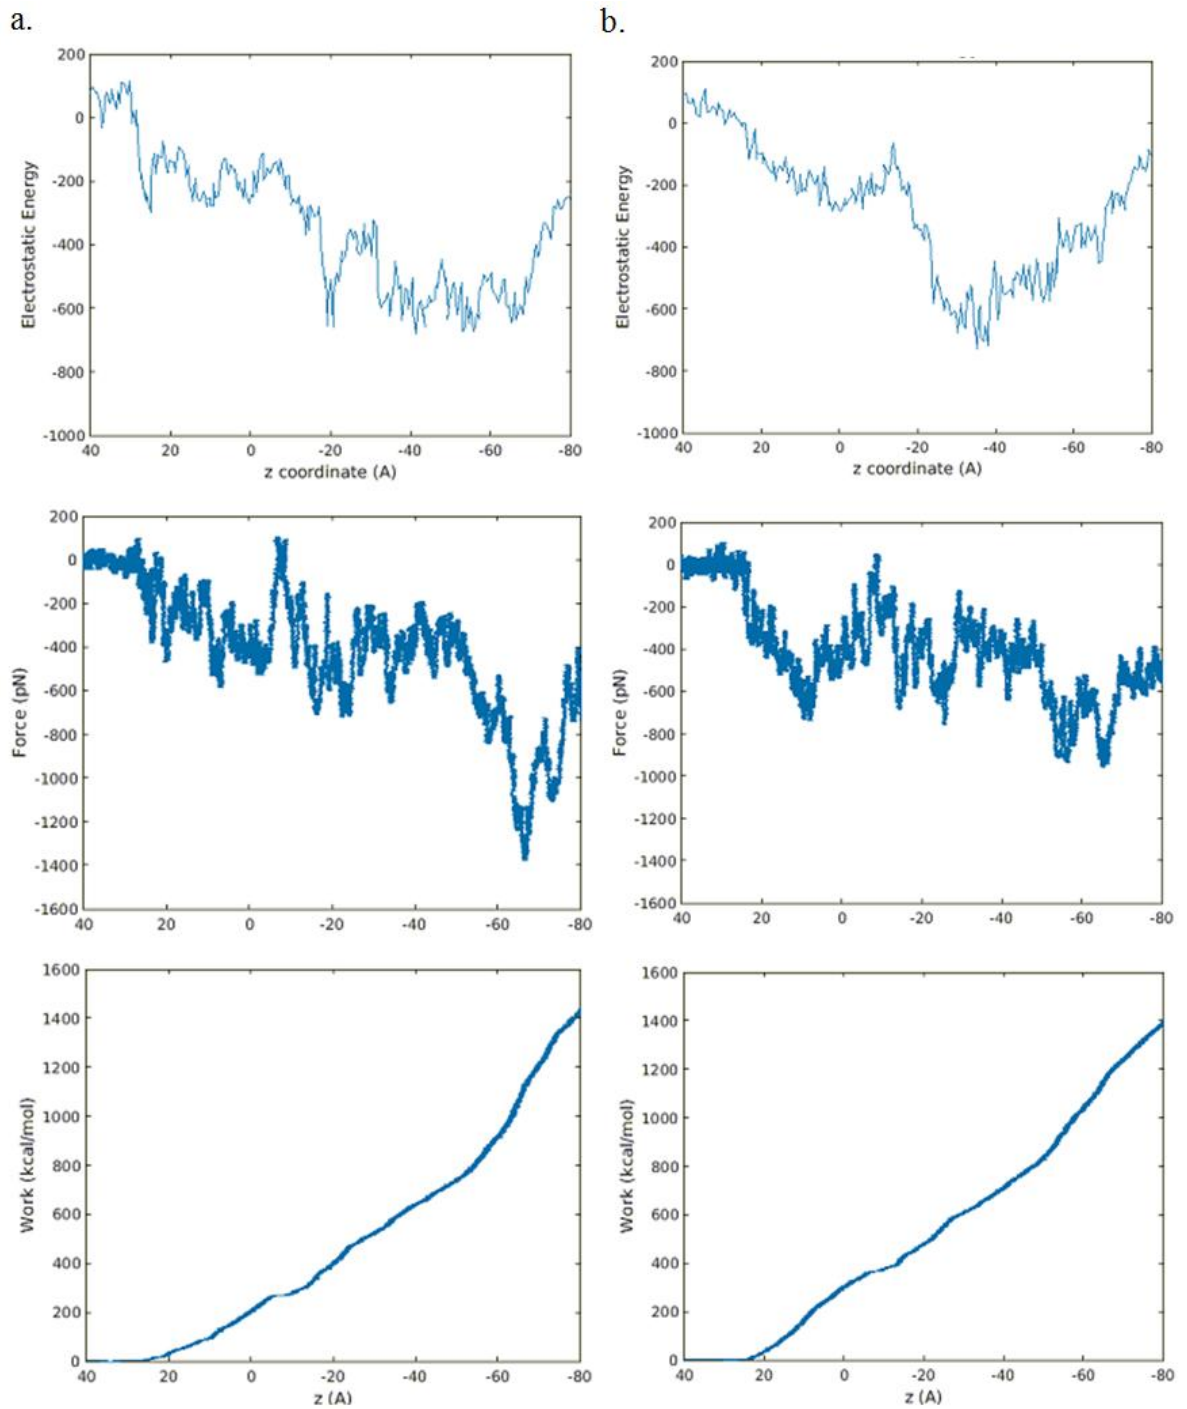 a.
b.
200
0
-200
-400
-600
-800
-1000
40 20 0 -20 -40 -60 -80
Electrostatic Energy
z coordinate (A)
200
0
-200
-400
-600
-800
-1000
40 20 0 -20 -40 -60 -80
Electrostatic Energy
z coordinate (A)
200
0
-200
-400
-600
-800
-1000
-1200
-1400
-1600
40 20 0 -20 -40 -60 -80
Force (pN)
200
0
-200
-400
-600
-800
-1000
-1200
-1400
-1600
40 20 0 -20 -40 -60 -80
Force (pN)
1600
1400
1200
1000
800
600
400
200
0
40 20 0 -20 -40 -60 -80
Work (kcal/mol)
z (A)
1600
1400
1200
1000
800
600
400
200
0
40 20 0 -20 -40 -60 -80
Work (kcal/mol)
z (A)